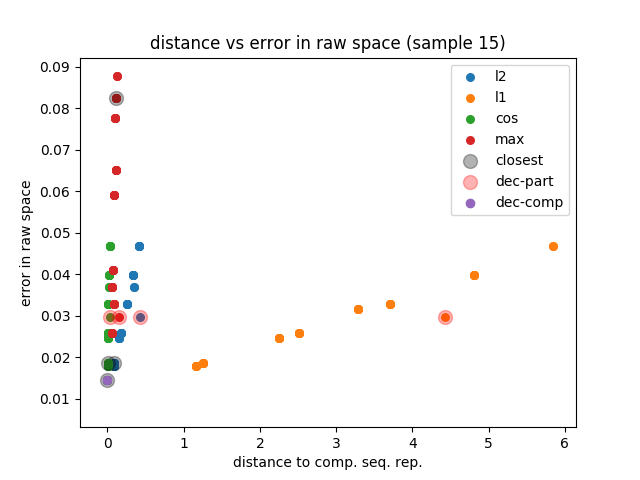 distance vs error in raw space (sample 15)
error in raw space
0.09
0.08
0.07
0.06
0.05
0.04
0.03
0.02
0.01
l2
l1
cos
max
closest
dec-part
dec-comp
0 1 2 3 4 5 6
distance to comp. seq. rep.